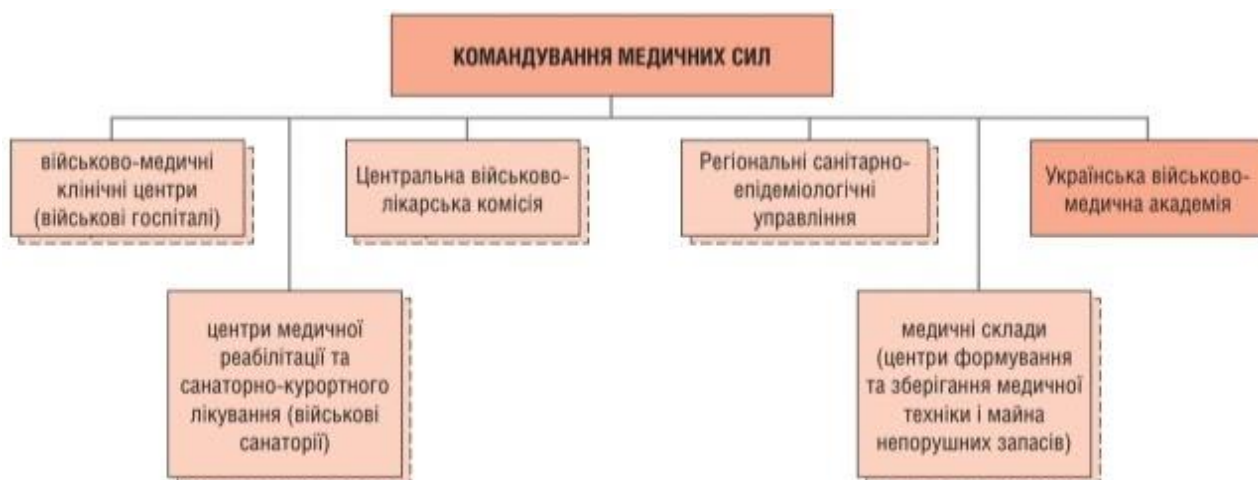 КОМАНДУВАННЯ МЕДИЧНИХ СИЛ
військово-медичні
клінічні центри
(військові госпіталі)
Центральна військово-
лікарська комісія
Регіональні санітарно-
епідеміологічні
управління
Українська військово-
медична академія
центри медичної
реабілітації та
санаторно-курортного
лікування (військові
санаторії)
медичні склади
(центри формування
та зберігання медичної
техніки і майна
непорушних запасів)